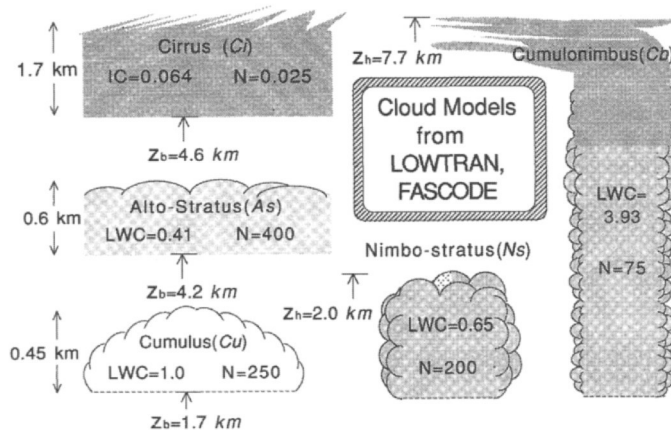 1.7 km
Cirrus (Ci)
IC=0.064 N=0.025
Zb=4.6 km
0.6 km
Alto-Stratus(As)
LWC=0.41 N=400
Zb=4.2 km
0.45 km
Cumulus(Cu)
LWC=1.0 N=250
Zb=1.7 km
Zh=7.7 km
Cloud Models
from
LOWTRAN,
FASCODE
Nimbo-stratus(Ns)
Zh=2.0 km
LWC=0.65
N=200
Cumulonimbus(Cb)
LWC=
3.93
N=75